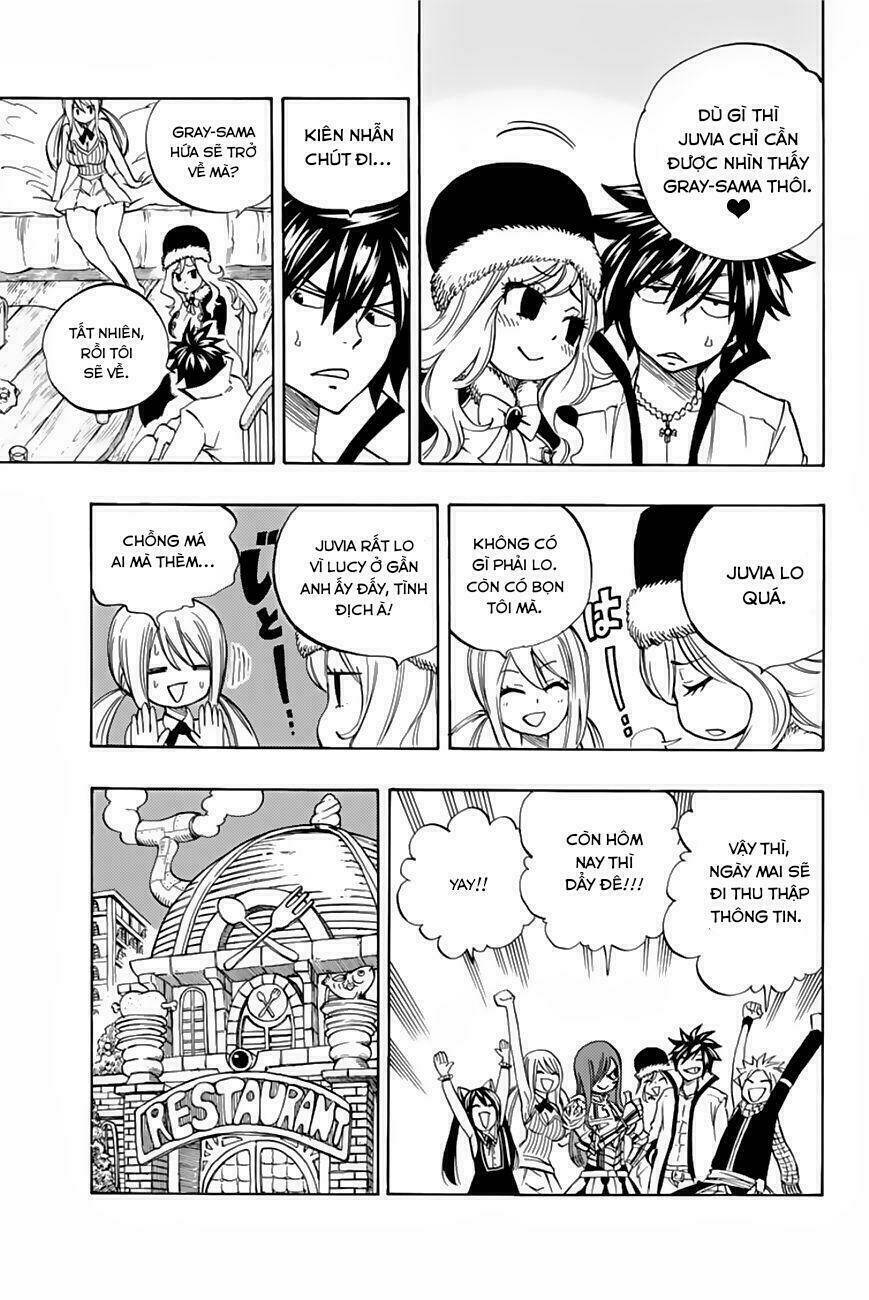 DÙ GÌ THÌ
JUVIA CHỈ CẦN
ĐƯỢC NHÌN THẤY
GRAY-SAMA THÔI.
KIÊN NHẪN
CHÚT ĐI...
GRAY-SAMA
HỨA SẼ TRỞ
VỀ MÀ?
TẤT NHIÊN,
RỒI TÔI
SẼ VỀ.
JUVIA LO
QUÁ.
はー...
KHÔNG CÓ
GÌ PHẢI LO.
CÒN CÓ BỌN
TÔI MÀ.
JUVIA RẤT LO
VÌ LUCY Ở GẦN
ANH ẤY ĐẤY, TÌNH
ĐỊCH À!
じとー...
CHỒNG MÁ
AI MÀ THÈM...
VẬY THÌ,
NGÀY MAI SẼ
ĐI THU THẬP
THÔNG TIN.
CÒN HÔM
NAY THÌ
DẨY ĐÊ!!!
YAY!!
RESTAURANT